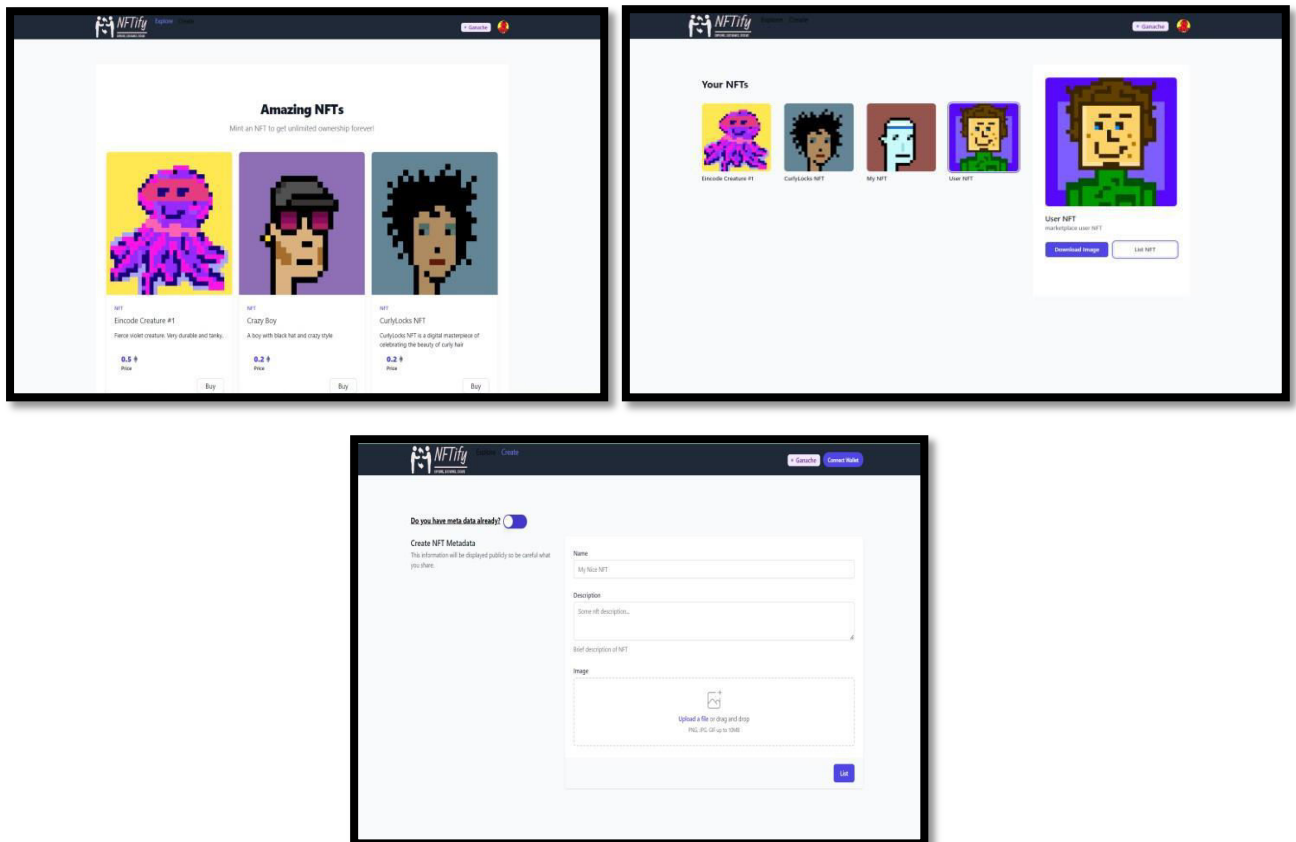 NFTify Explore Create
EXPLORE, EXCHANGE, EVOLVE
+ Ganache
Amazing NFTs
Mint an NFT to get unlimited ownership forever!
NFT
Eincode Creature #1
Fierce violet creature. Very durable and tanky.
0.5
Price
Buy
NFT
Crazy Boy
A boy with black hat and crazy style
0.2
Price
Buy
NFT
CurlyLocks NFT
CurlyLocks NFT is a digital masterpiece of
celebrating the beauty of curly hair
0.2
Price
Buy
NFTify Explore Create
+ Ganache
Your NFTs
Eincode Creature #1
CurlyLocks NFT
My NFT
User NFT
User NFT
marketplace user NFT
Download Image
List NFT
NFTify Explore Create
+ Ganache
Connect Wallet
Do you have meta data already?
Create NFT Metadata
This information will be displayed publicly so be careful what
you share.
Name
My Nice NFT
Description
Some nft description...
Brief description of NFT
Image
Upload a file or drag and drop
PNG, JPG, GIF up to 10MB
List